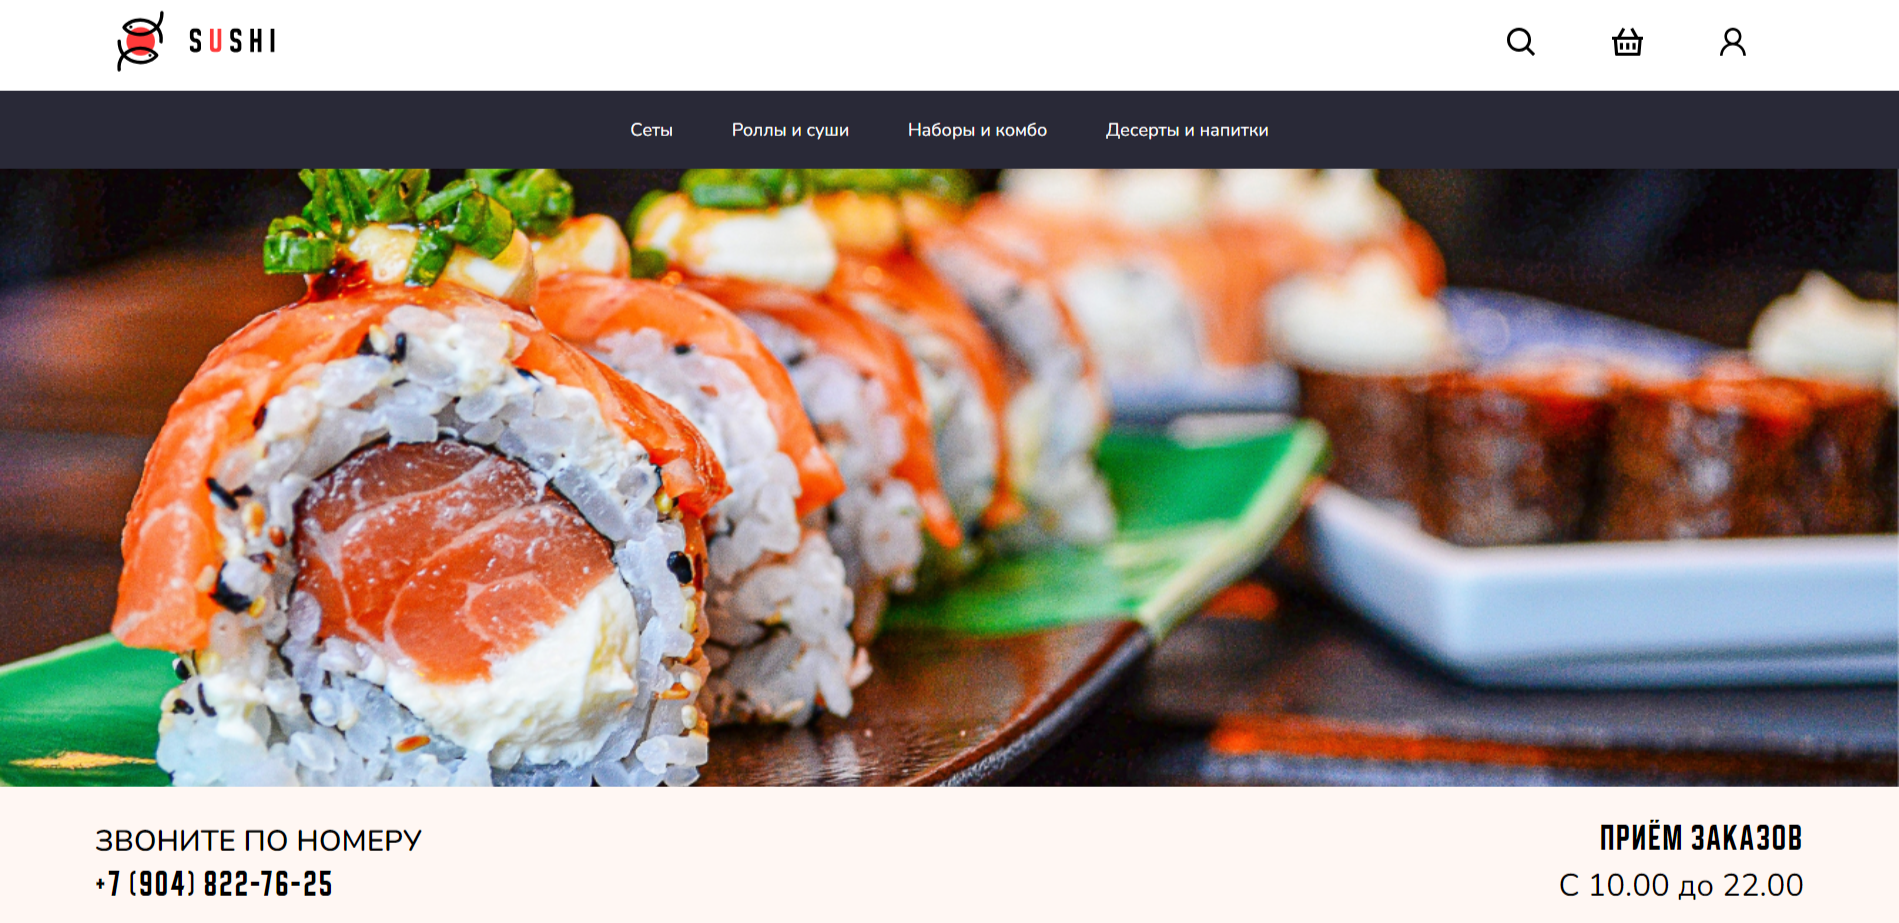 SUSHI
Сеты Роллы и суши Наборы и комбо Десерты и напитки
ЗВОНИТЕ ПО НОМЕРУ
+7 (904) 822-76-25
ПРИЁМ ЗАКАЗОВ
С 10.00 до 22.00